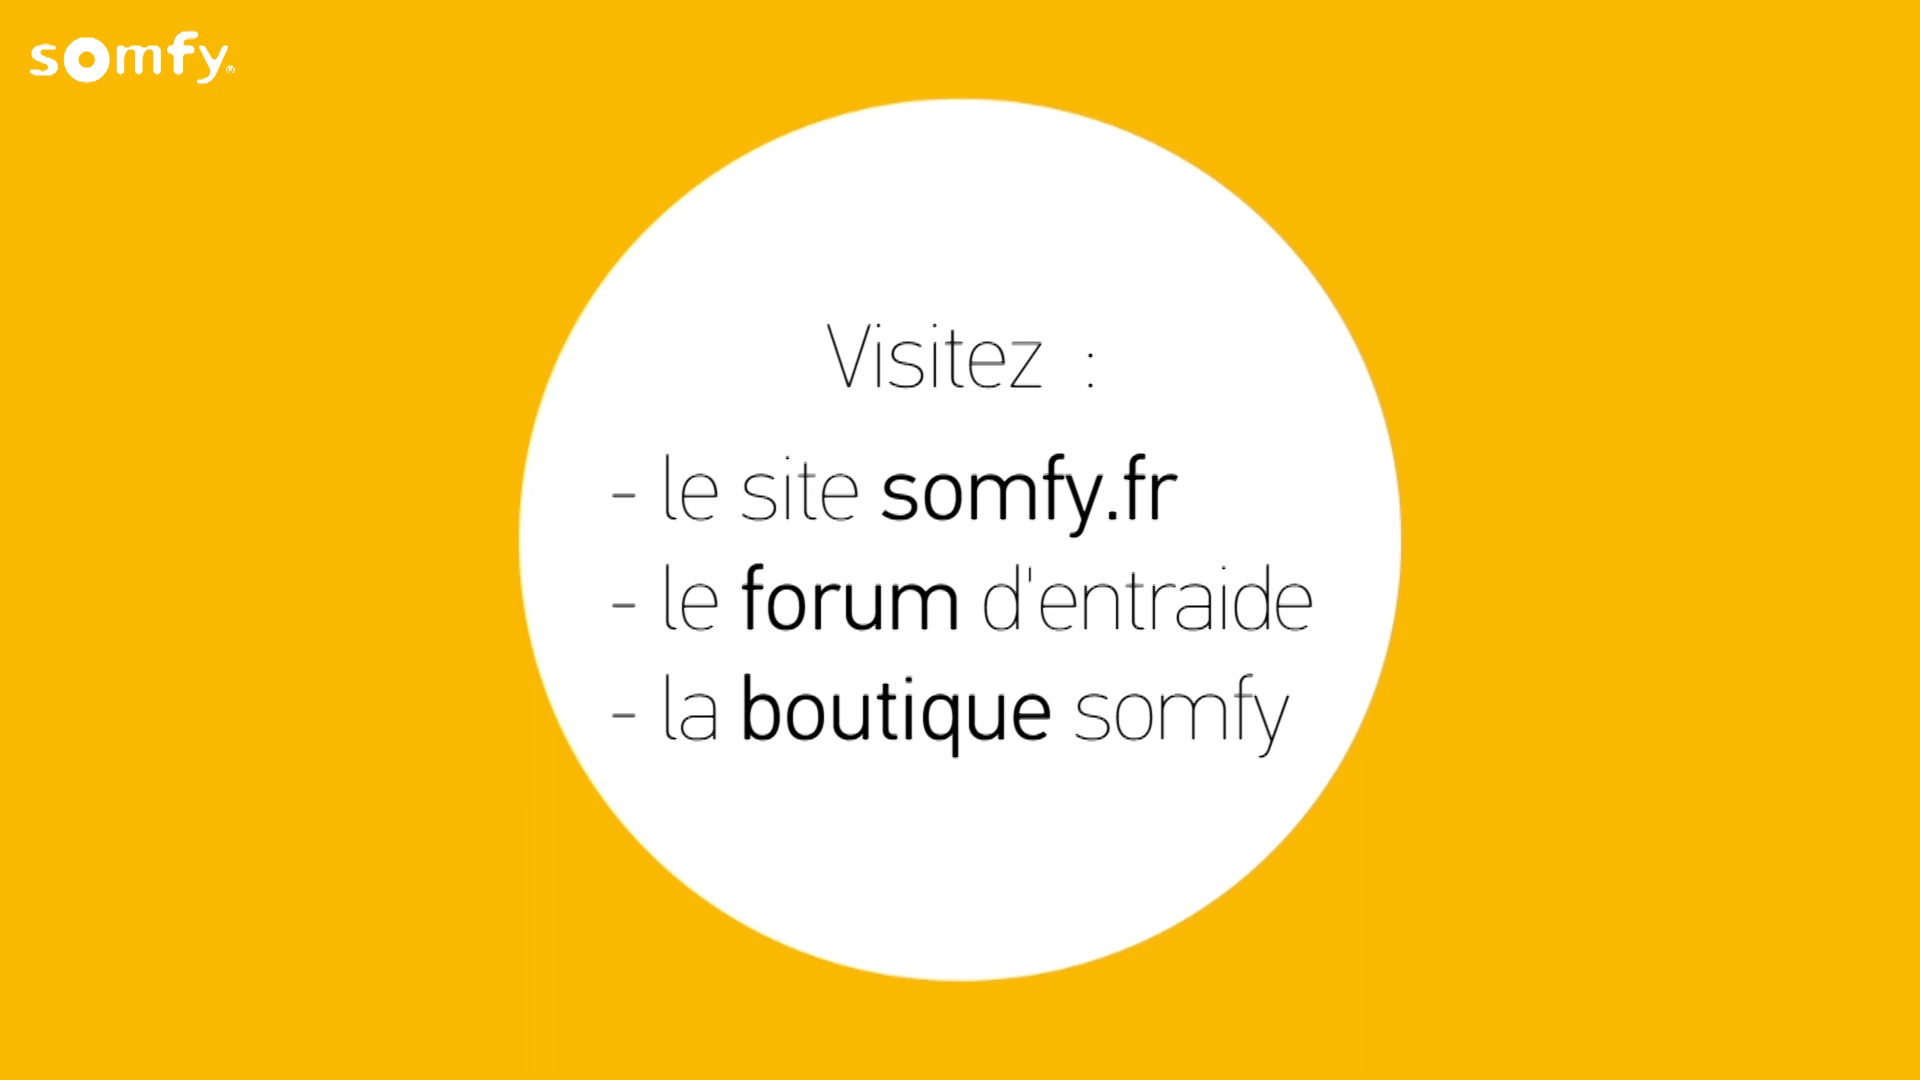 somfy.
Visitez :
- le site somfy.fr
- le forum d'entraide
- la boutique somfy